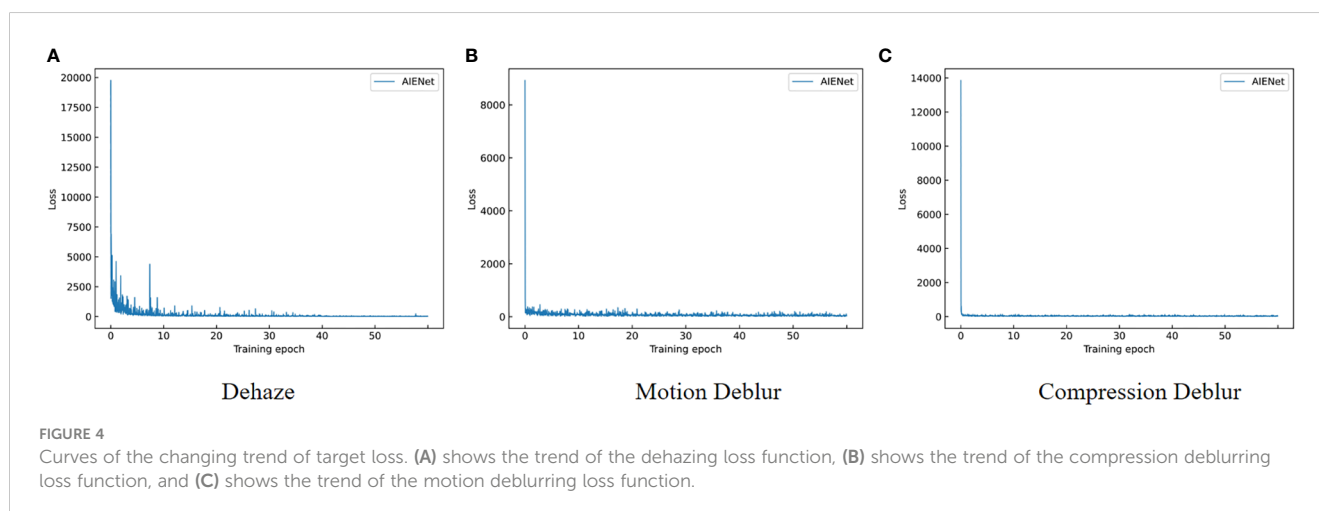 A
B
C
20000
17500
15000
12500
10000
7500
5000
2500
0
Loss
AIENet
0 10 20 30 40 50
Training epoch
8000
6000
4000
2000
0
Loss
AIENet
0 10 20 30 40 50
Training epoch
14000
12000
10000
8000
6000
4000
2000
0
Loss
AIENet
0 10 20 30 40 50
Training epoch
Dehaze
Motion Deblur
Compression Deblur
FIGURE 4
Curves of the changing trend of target loss. (A) shows the trend of the dehazing loss function, (B) shows the trend of the compression deblurring
loss function, and (C) shows the trend of the motion deblurring loss function.